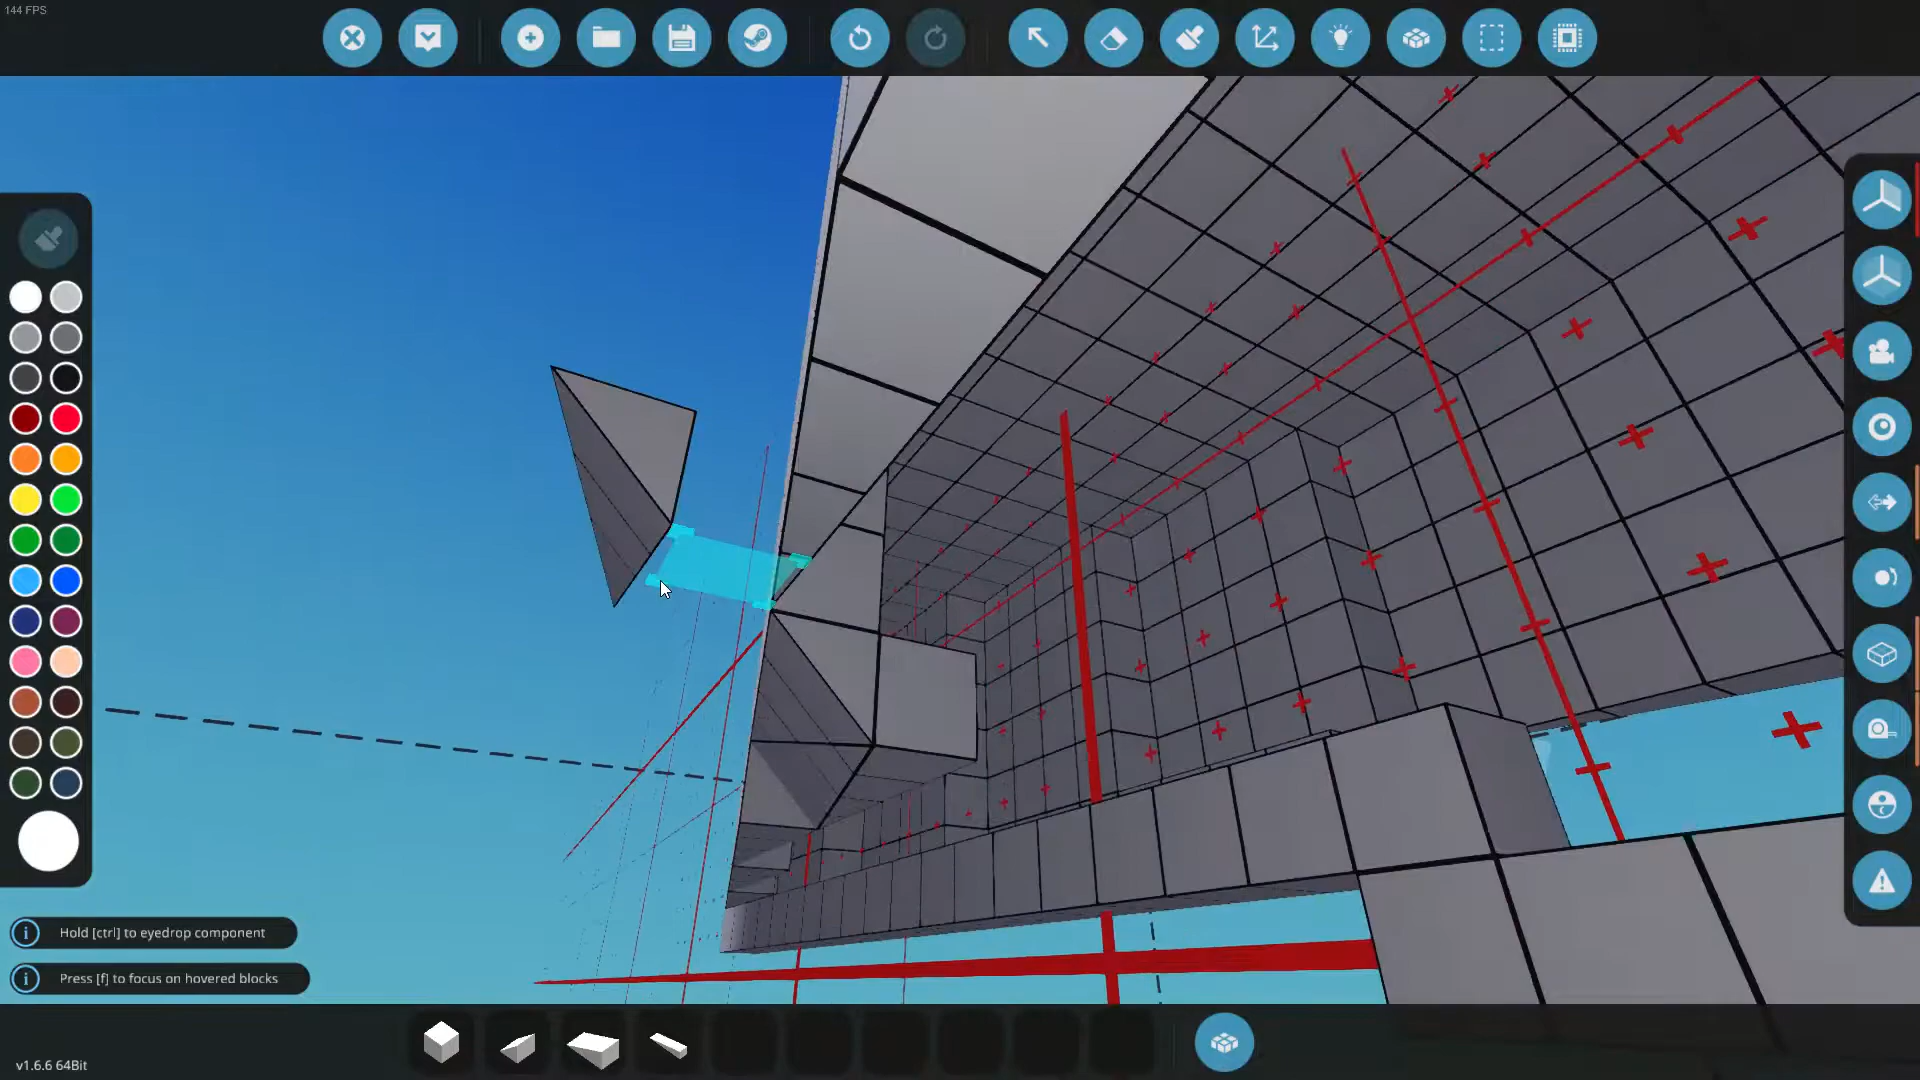 144 FPS
Hold [ctrl] to eyedrop component
Press [f] to focus on hovered blocks
v1.6.6 64Bit